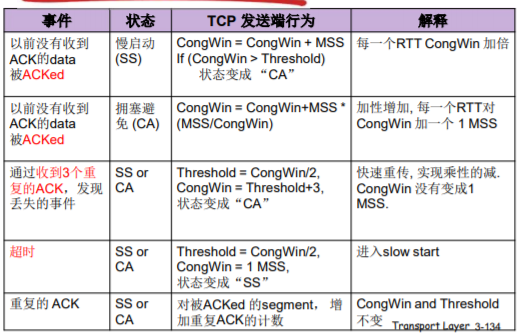 事件 状态 TCP 发送端行为 解释
以前没有收到 慢启动 CongWin = CongWin + MSS 每一个RTT CongWin 加倍
ACK的data (SS) If (CongWin > Threshold)
被ACKed 状态变成“CA”
以前没有收到 拥塞避 CongWin = CongWin+MSS * 加性增加, 每一个RTT对
ACK的data 免 (CA) (MSS/CongWin) CongWin 加一个 1 MSS
被ACKed
通过收到3个重 SS or Threshold = CongWin/2, 快速重传, 实现乘性的减.
复的ACK，发现 CA CongWin = Threshold+3, CongWin 没有变成1
丢失的事件 状态变成“CA” MSS.
超时 SS or Threshold = CongWin/2, 进入slow start
CA CongWin = 1 MSS,
状态变成“SS”
重复的 ACK SS or 对被ACKed 的segment， 增 CongWin and Threshold
CA 加重复ACK的计数 不变
Transport Layer 3-134